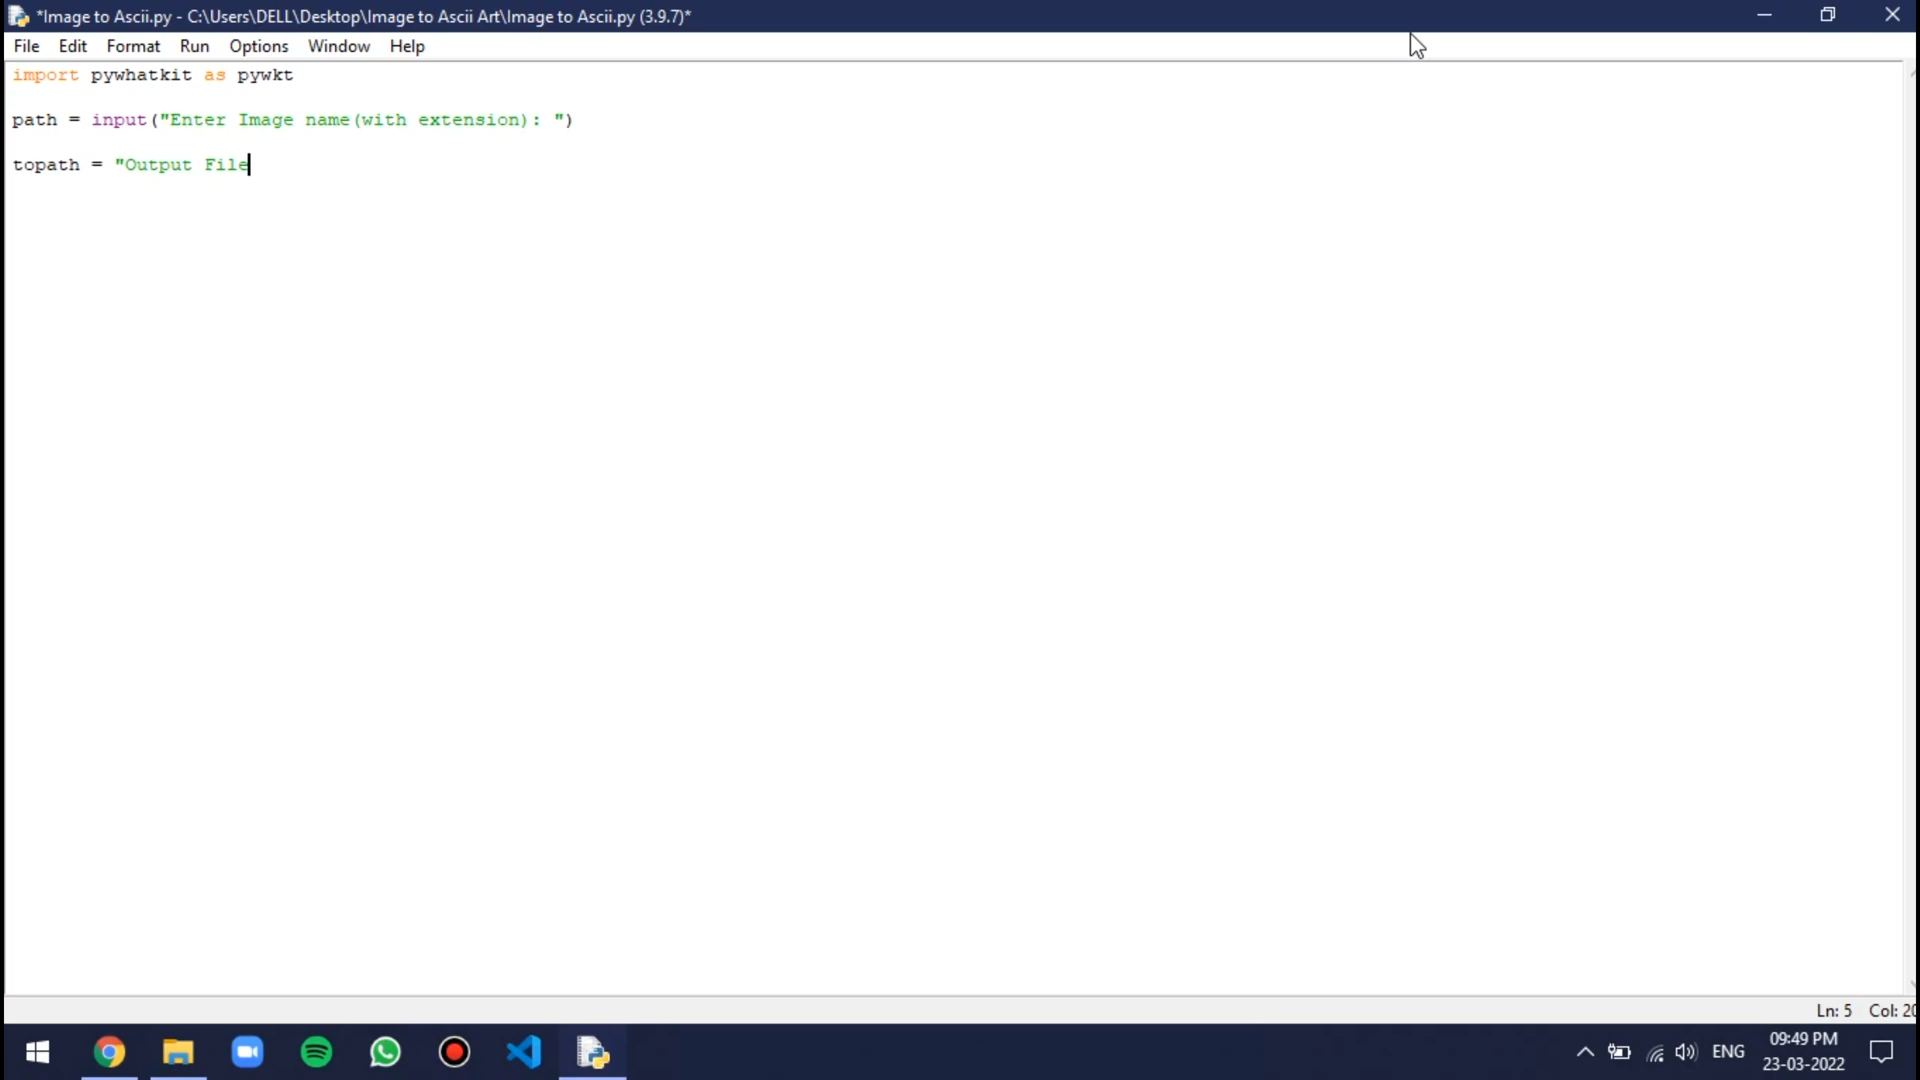 *Image to Ascii.py - C:\Users\DELL\Desktop\Image to Ascii Art\Image to Ascii.py (3.9.7)*
File Edit Format Run Options Window Help
import pywhatkit as pywkt
path = input("Enter Image name(with extension): ")
topath = "Output File
Ln: 5 Col: 20
ENG
09:49 PM
23-03-2022